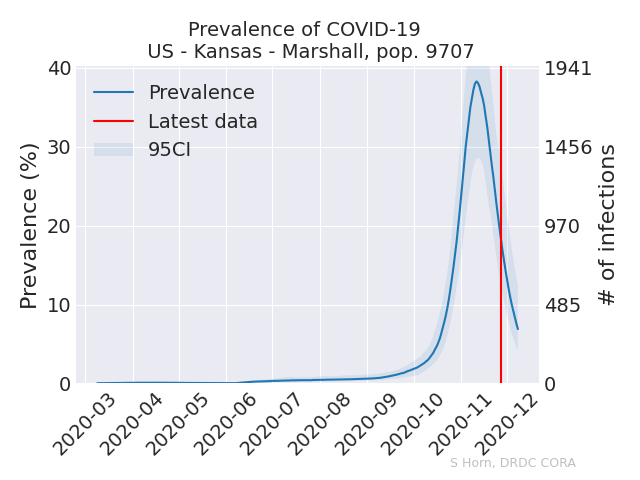 Prevalence of COVID-19
US - Kansas - Marshall, pop. 9707
Prevalence
Latest data
95CI
Prevalence (%)
40
30
20
10
0
1941
1456
970
485
0
# of infections
2020-03
2020-04
2020-05
2020-06
2020-07
2020-08
2020-09
2020-10
2020-11
2020-12
S Horn, DRDC CORA